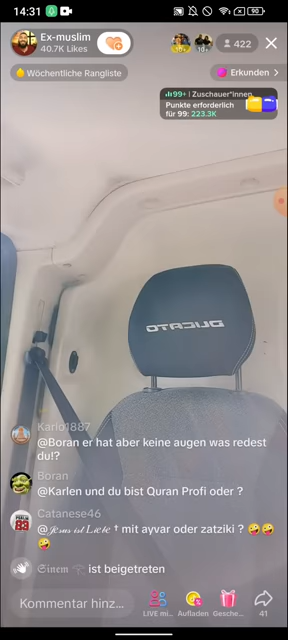 14:31
90
Ex-muslim
40.7K Likes
10+
10+
422
Wöchentliche Rangliste
Erkunden >
99+ | Zuschauer*innen
Punkte erforderlich
für 99: 223.3K
DUCATO
Karlo1887
@Boran er hat aber keine augen was redest
du!?
Boran
@Karlen und du bist Quran Profi oder ?
Catanese46
@𝒥𝑒𝓈𝓊𝓈 𝒾𝓈𝓉 𝐿𝒾𝑒𝒷𝑒 † mit ayvar oder zatziki ? 🤪🤪
🤪
𝔖𝔦𝔫𝔢𝔪 ist beigetreten
Kommentar hinz...
LIVE mi...
Aufladen
Gesche...
41